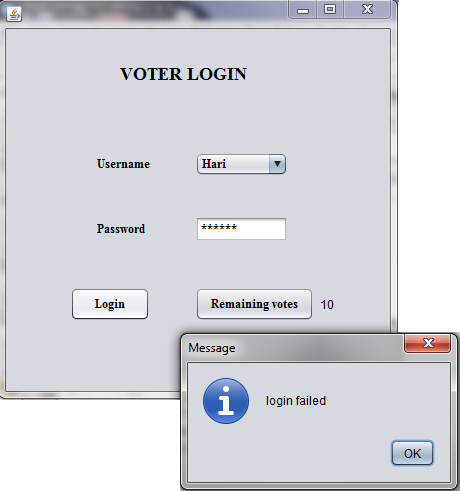 VOTER LOGIN
Username
Hari
Password
******
Login
Remaining votes
10
Message
login failed
OK